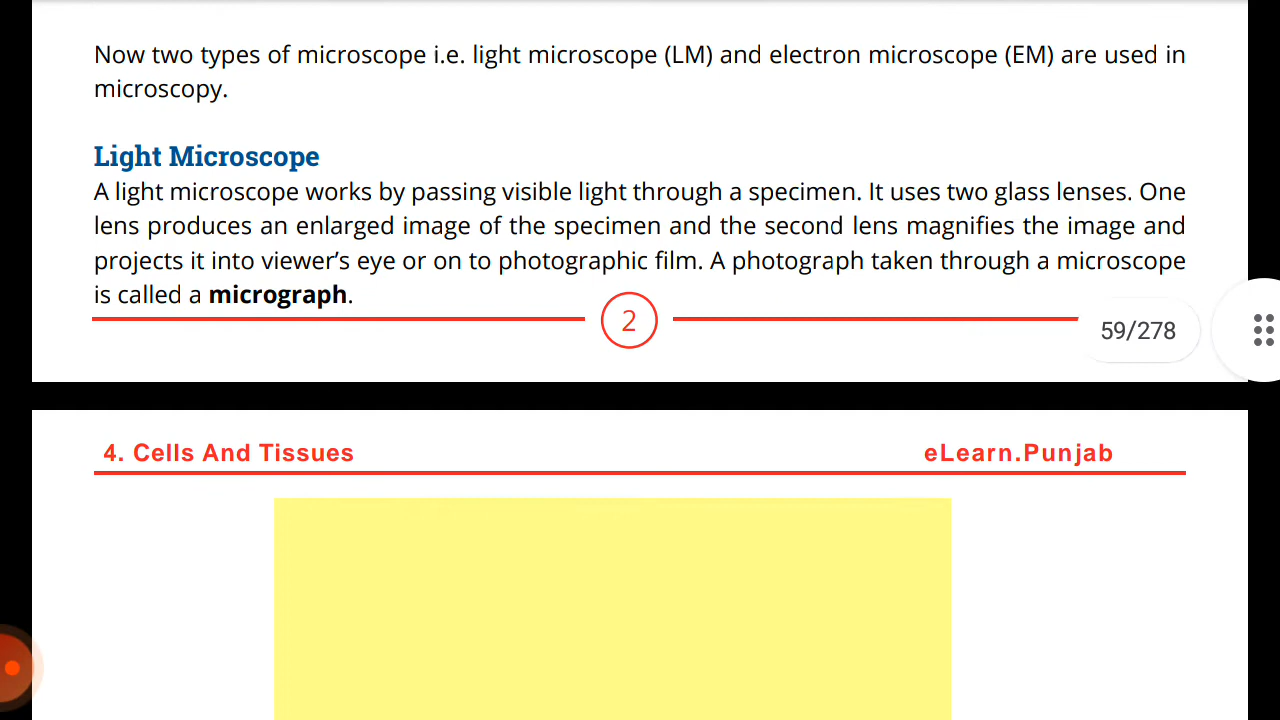 Now two types of microscope i.e. light microscope (LM) and electron microscope (EM) are used in
microscopy.
Light Microscope
A light microscope works by passing visible light through a specimen. It uses two glass lenses. One
lens produces an enlarged image of the specimen and the second lens magnifies the image and
projects it into viewer’s eye or on to photographic film. A photograph taken through a microscope
is called a micrograph.
2
59/278
4. Cells And Tissues
eLearn.Punjab